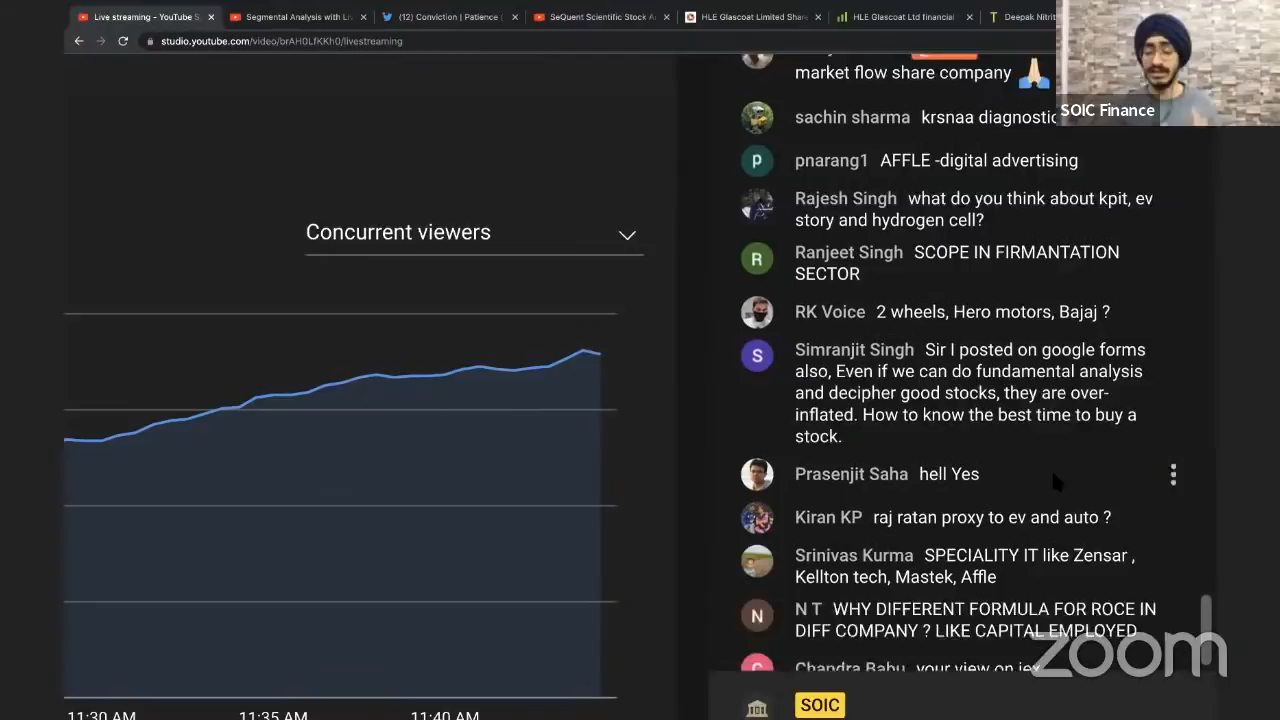 Live streaming - YouTube S
Segmental Analysis with Liv
(12) Conviction | Patience (
SeQuent Scientific Stock A
HLE Glascoat Limited Share
HLE Glascoat Ltd financial
Deepak Nitrit
studio.youtube.com/video/brAH0LfKKh0/livestreaming
SOIC Finance
market flow share company
sachin sharma krsnaa diagnostic
p
pnarang1 AFFLE -digital advertising
Rajesh Singh what do you think about kpit, ev
story and hydrogen cell?
Concurrent viewers
R
Ranjeet Singh SCOPE IN FIRMANTATION
SECTOR
RK Voice 2 wheels, Hero motors, Bajaj ?
S
Simranjit Singh Sir I posted on google forms
also, Even if we can do fundamental analysis
and decipher good stocks, they are over-
inflated. How to know the best time to buy a
stock.
Prasenjit Saha hell Yes
Kiran KP raj ratan proxy to ev and auto ?
Srinivas Kurma SPECIALITY IT like Zensar ,
Kellton tech, Mastek, Affle
N
N T WHY DIFFERENT FORMULA FOR ROCE IN
DIFF COMPANY ? LIKE CAPITAL EMPLOYED
Chandra Babu your view on iex
zoom
SOIC
11:30 AM
11:35 AM
11:40 AM